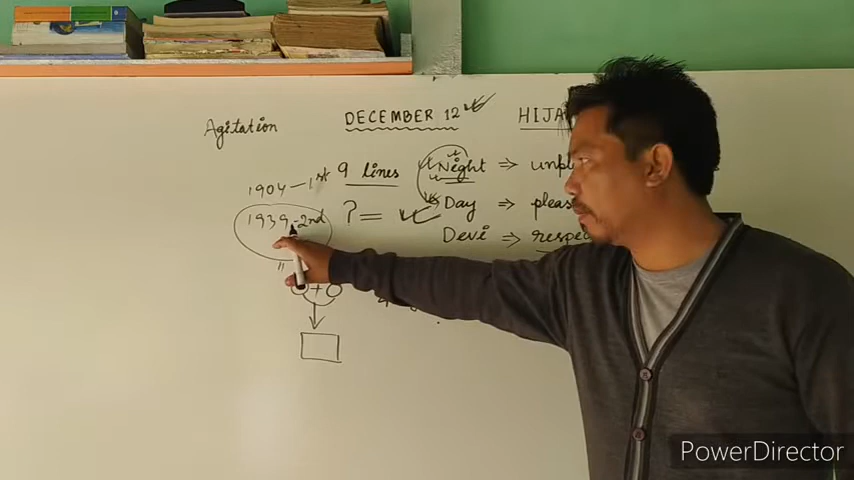 Agitation
DECEMBER 12
1904 - 1st
9 lines
Night ⇒
1939 - 2nd
? =
Day ⇒
Devi ⇒
"
+
PowerDirector